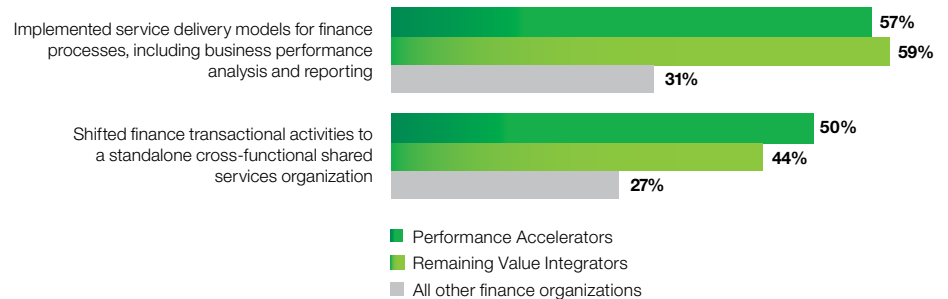 57%
Implemented service delivery models for finance
processes, including business performance
59%
analysis and reporting
31%
50%
Shifted finance transactional activities to
a standalone cross-functional shared
44%
services organization
27%
Performance Accelerators
Remaining Value Integrators
All other finance organizations